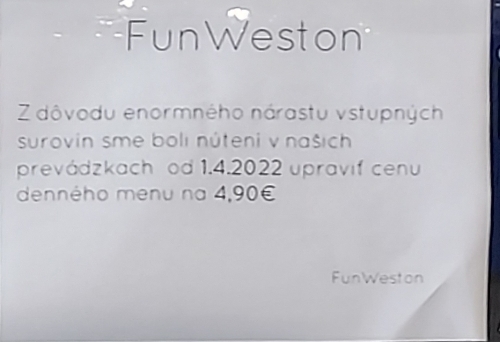 FunWeston
Z dôvodu enormného nárastu vstupných
surovín sme boli nútení v našich
prevádzkach od 1.4.2022 upraviť cenu
denného menu na 4,90€
FunWeston